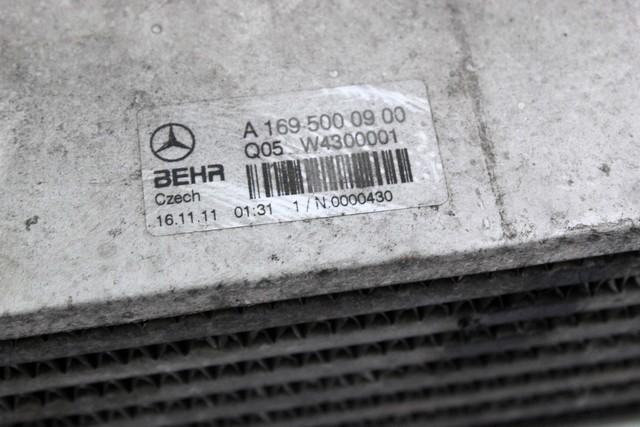 A 169 500 09 00
Q05 W4300001
BEHR
Czech
16.11.11 01:31 1 / N.0000430